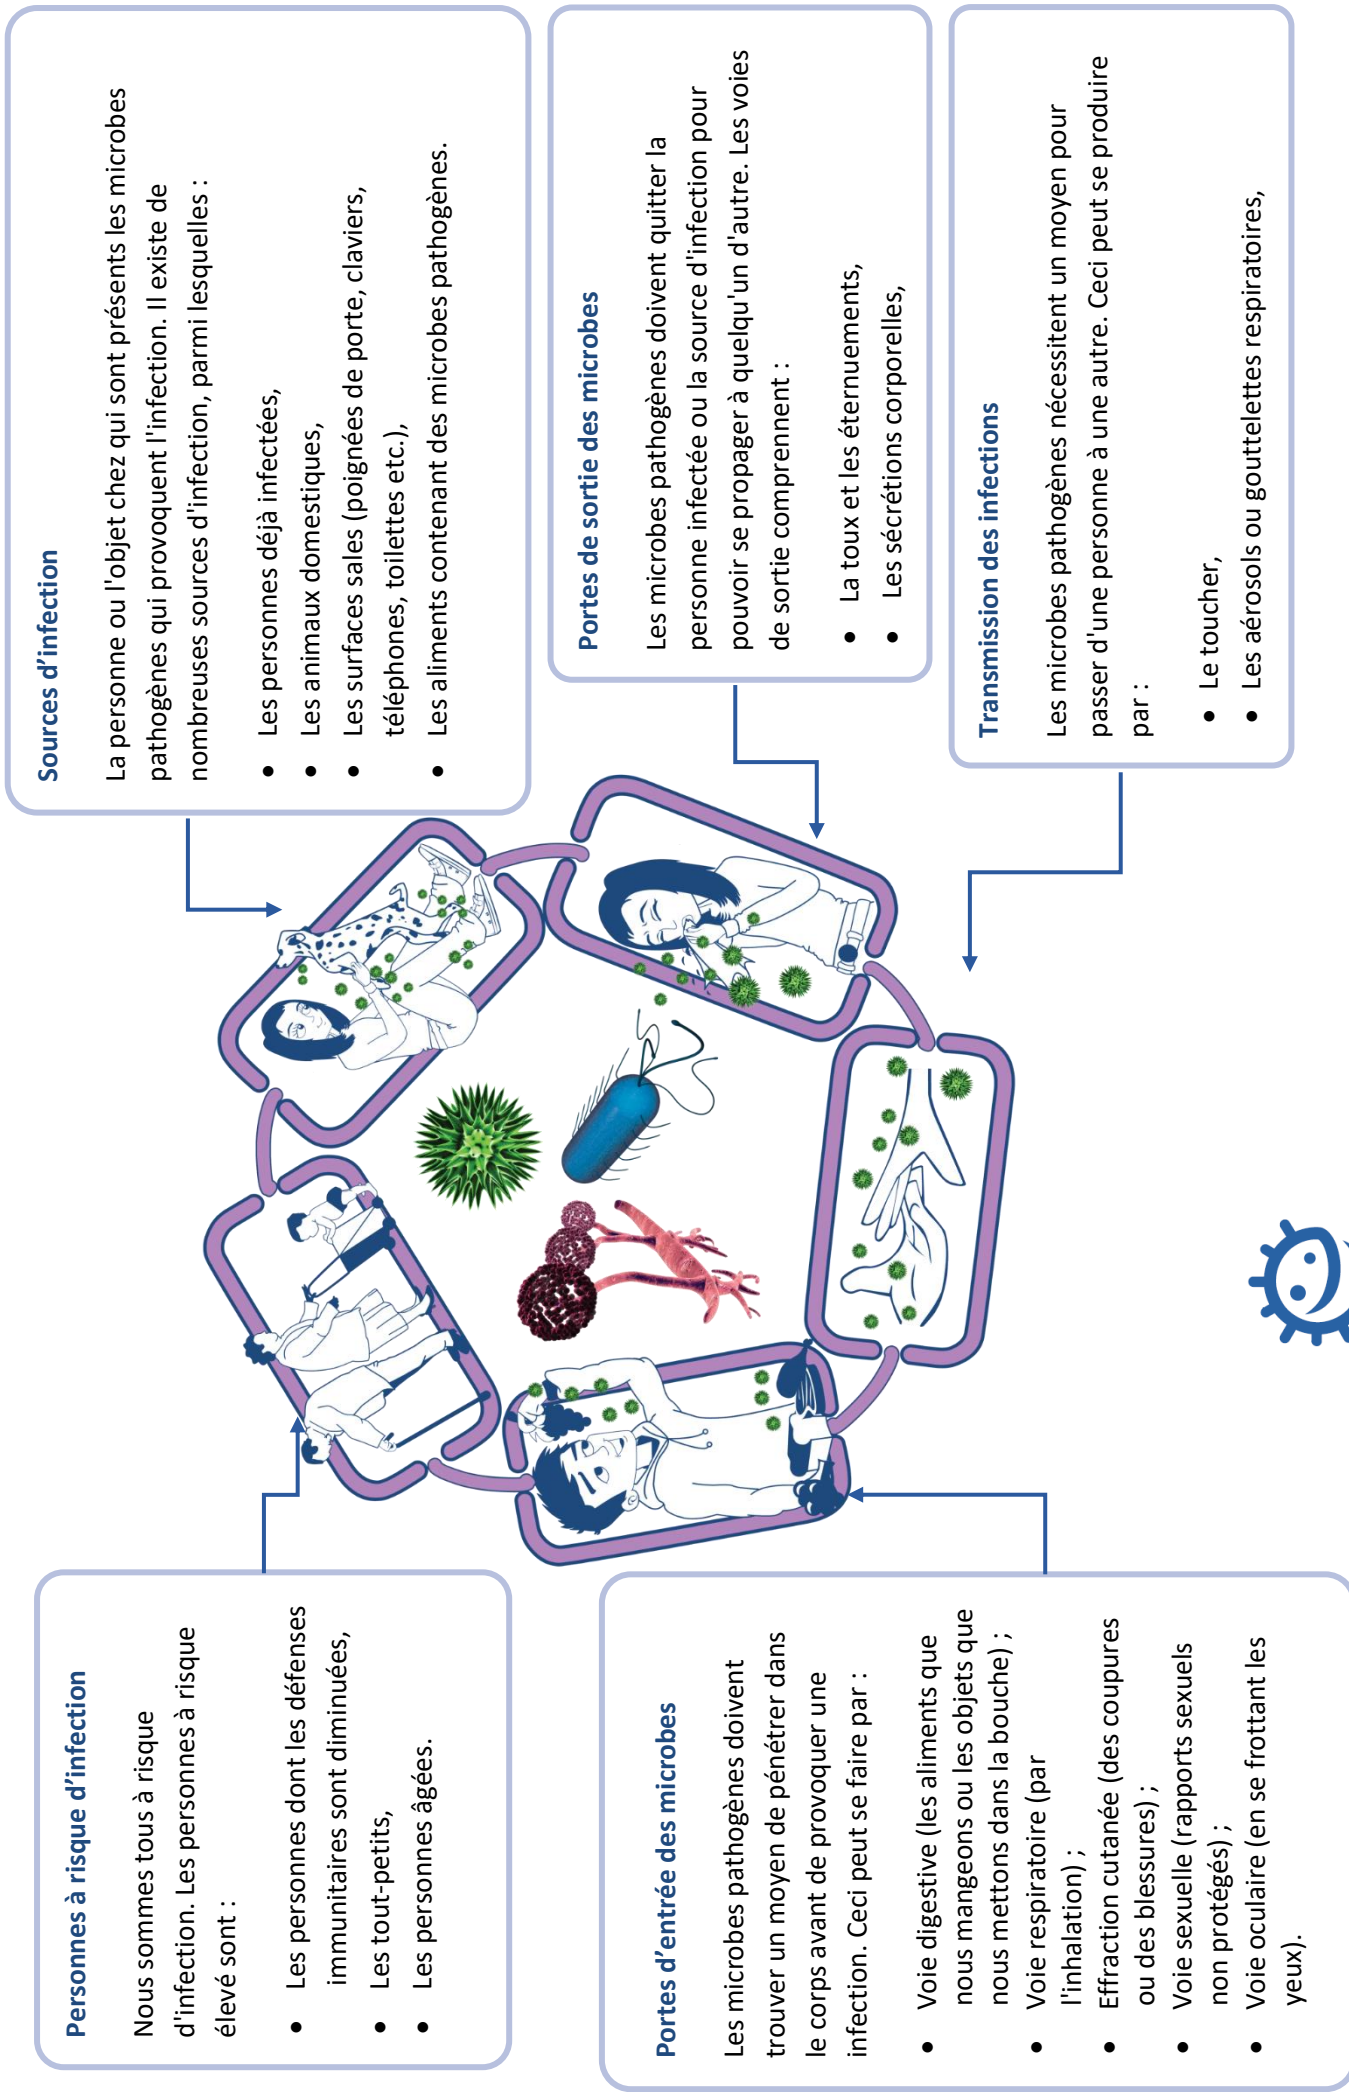 Personnes à risque d'infection
Nous sommes tous à risque
d'infection. Les personnes à risque
élevé sont :
• Les personnes dont les défenses
immunitaires sont diminuées,
• Les tout-petits,
• Les personnes âgées.
Sources d'infection
La personne ou l'objet chez qui sont présents les microbes
pathogènes qui provoquent l'infection. Il existe de
nombreuses sources d'infection, parmi lesquelles :
• Les personnes déjà infectées,
• Les animaux domestiques,
• Les surfaces sales (poignées de porte, claviers,
téléphones, toilettes etc.),
• Les aliments contenant des microbes pathogènes.
Portes de sortie des microbes
Les microbes pathogènes doivent quitter la
personne infectée ou la source d'infection pour
pouvoir se propager à quelqu'un d'autre. Les voies
de sortie comprennent :
• La toux et les éternuements,
• Les sécrétions corporelles,
Transmission des infections
Les microbes pathogènes nécessitent un moyen pour
passer d'une personne à une autre. Ceci peut se produire
par :
• Le toucher,
• Les aérosols ou gouttelettes respiratoires,
Portes d'entrée des microbes
Les microbes pathogènes doivent
trouver un moyen de pénétrer dans
le corps avant de provoquer une
infection. Ceci peut se faire par :
• Voie digestive (les aliments que
nous mangeons ou les objets que
nous mettons dans la bouche) ;
• Voie respiratoire (par
l'inhalation) ;
• Effraction cutanée (des coupures
ou des blessures) ;
• Voie sexuelle (rapports sexuels
non protégés) ;
• Voie oculaire (en se frottant les
yeux).